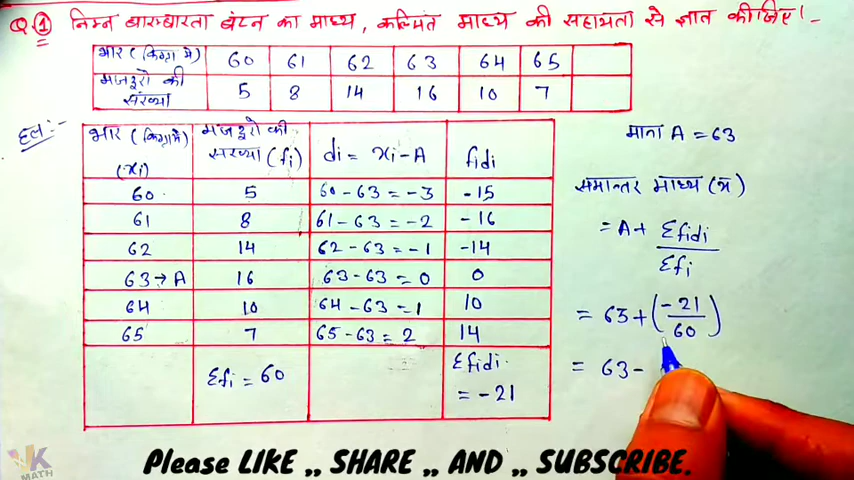 Q.1 निम्न बारम्बारता बंटन का माध्य, कल्पित माध्य की सहायता से ज्ञात कीजिए।-
भार (किग्रा में) 60 61 62 63 64 65
मजदूरों की संख्या 5 8 14 16 10 7
हल:-
भार (किग्रा में) (xi) मजदूरों की संख्या (fi) di = xi - A fidi
60 5 60-63 = -3 -15
61 8 61-63 = -2 -16
62 14 62-63 = -1 -14
63→A 16 63-63 = 0 0
64 10 64-63 = 1 10
65 7 65-63 = 2 14
Σfi = 60 Σfidi = -21
माना A = 63
समान्तर माध्य (x̄)
= A + Σfidi / Σfi
= 63 + (-21 / 60)
= 63 -
VK
MATH
Please LIKE ,, SHARE ,, AND ,, SUBSCRIBE.